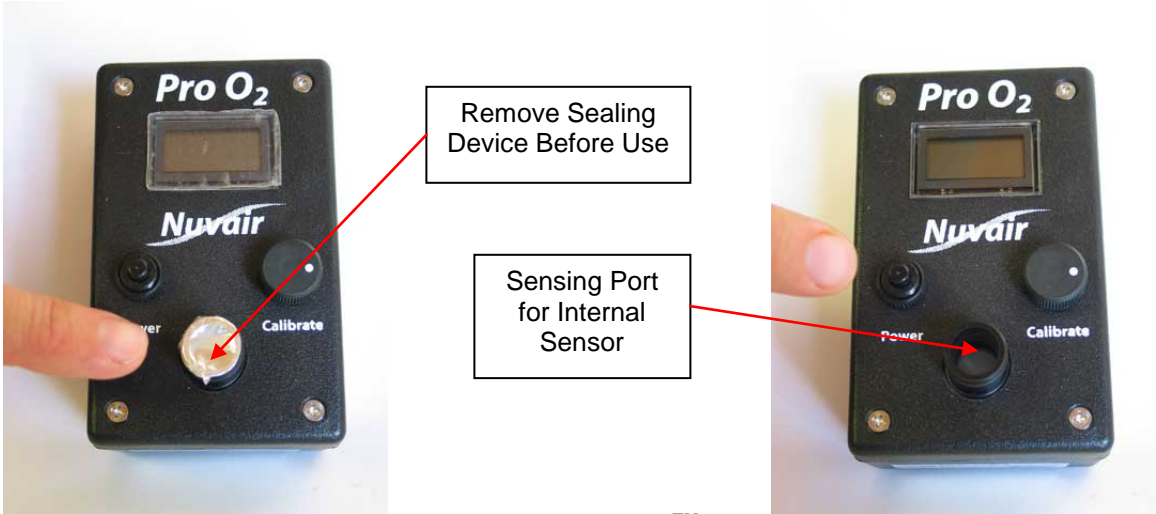 Pro O₂
Nuvair
Calibrate
Remove Sealing
Device Before Use
Sensing Port
for Internal
Sensor
Pro O₂
Nuvair
Power
Calibrate